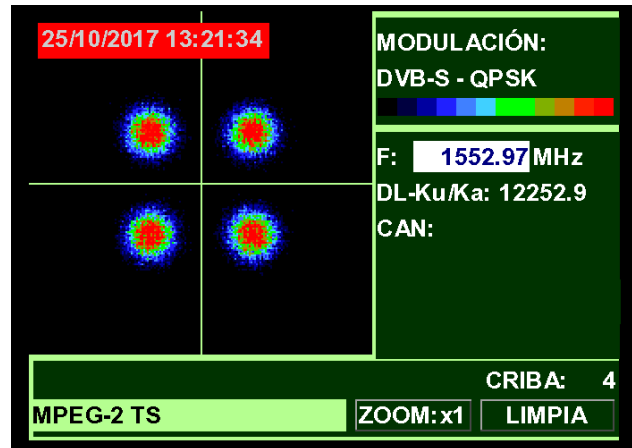 25/10/2017 13:21:34
MODULACIÓN:
DVB-S - QPSK
F: 1552.97 MHz
DL-Ku/Ka: 12252.9
CAN:
CRIBA: 4
MPEG-2 TS
ZOOM: x1
LIMPIA